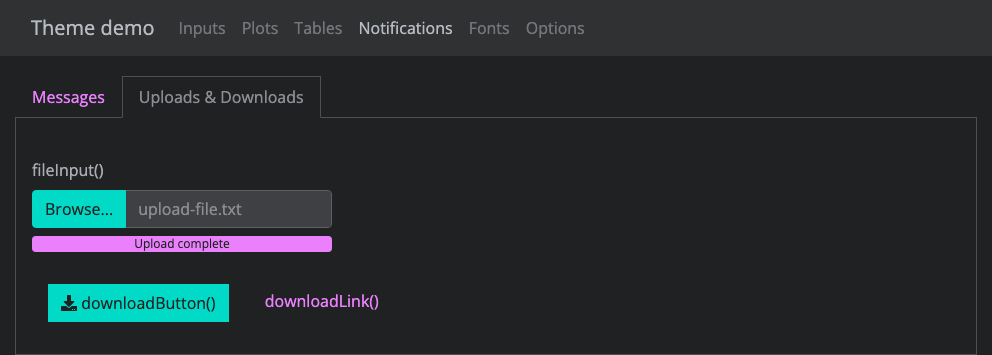 Theme demo Inputs Plots Tables Notifications Fonts Options
Messages Uploads & Downloads
fileInput()
Browse... upload-file.txt
Upload complete
downloadButton() downloadLink()